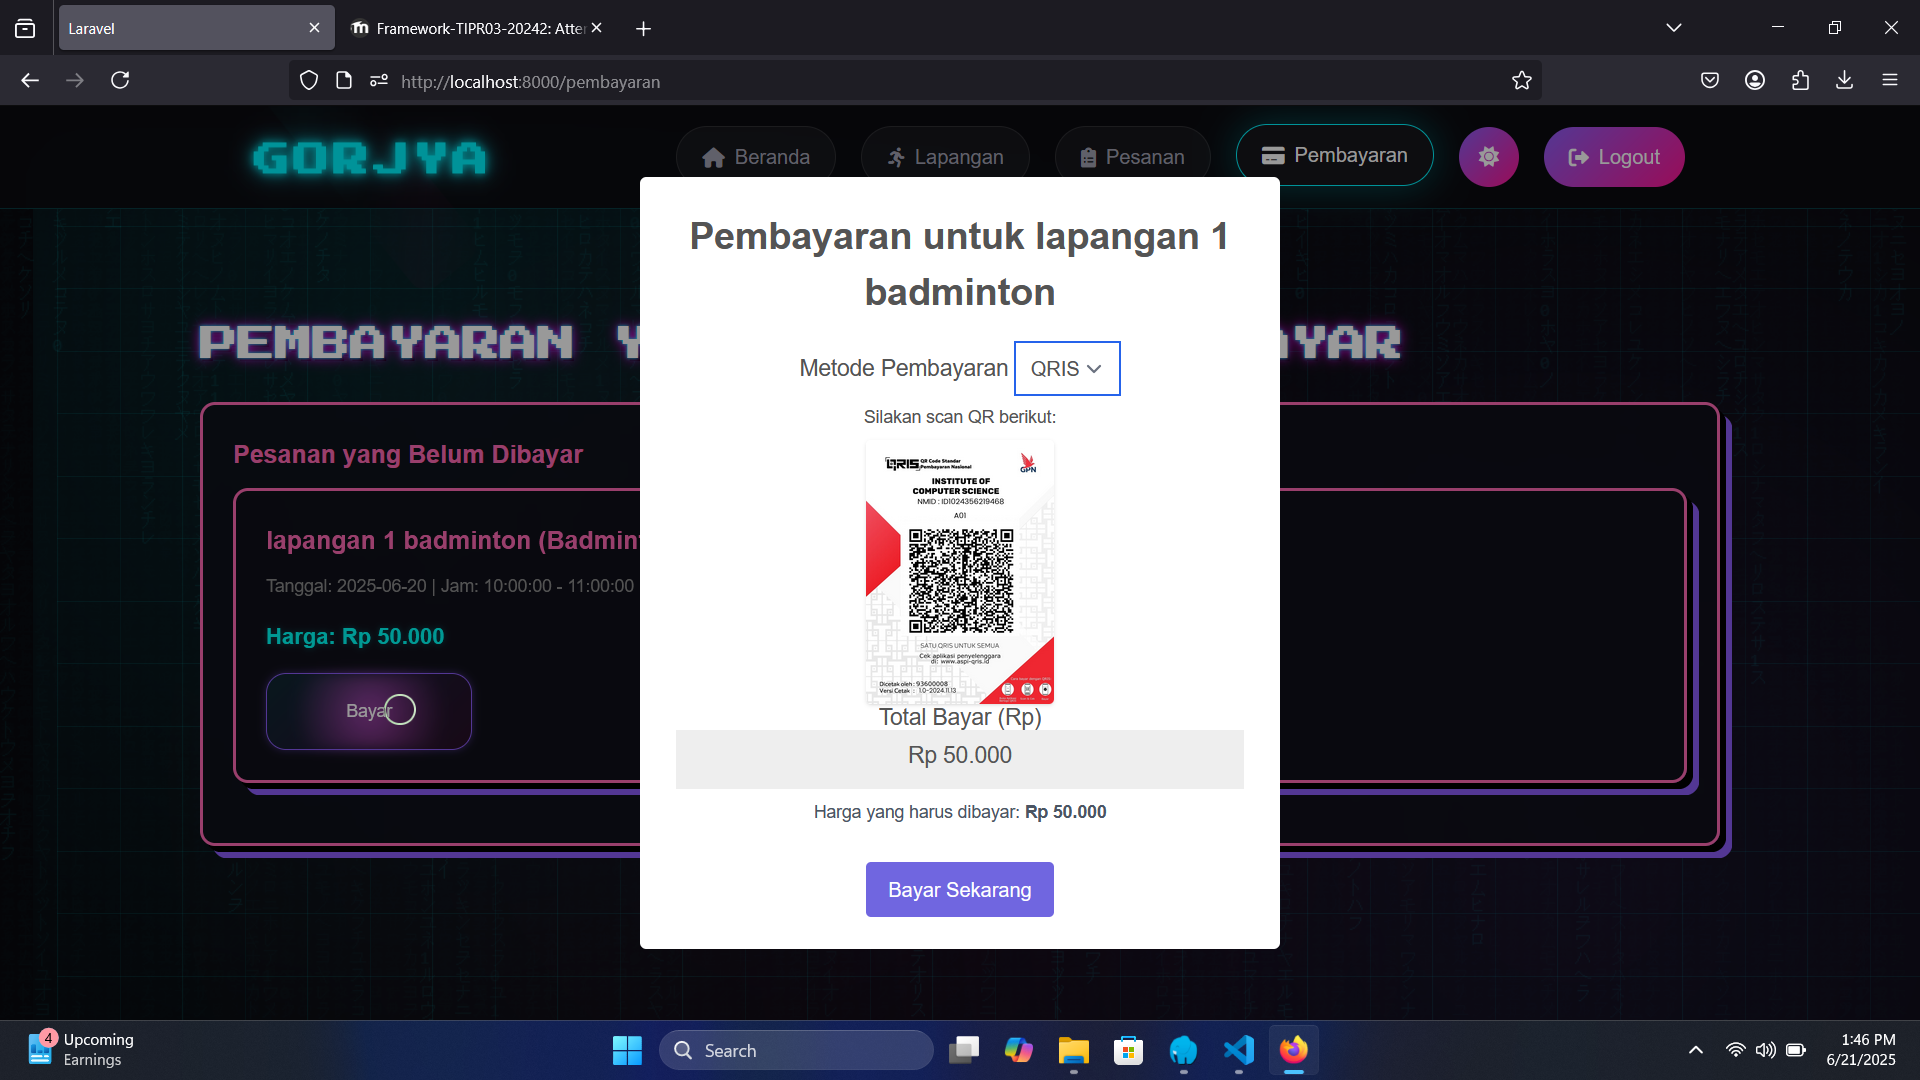 Laravel
Framework-TIPR03-20242: Atte
http://localhost:8000/pembayaran
GORJYA
Beranda
Lapangan
Pesanan
Pembayaran
Logout
Pembayaran untuk lapangan 1
badminton
PEMBAYARAN
AYAR
Metode Pembayaran
QRIS
Silakan scan QR berikut:
QRIS
QR Code Standar
Pembayaran Nasional
GPN
INSTITUTE OF
COMPUTER SCIENCE
NMID : ID1024356219468
A01
SATU QRIS UNTUK SEMUA
Cek aplikasi penyelenggara
di: www.aspi-qris.id
Dicetak oleh : 93600008
Versi Cetak : 1.0-2024.11.13
Total Bayar (Rp)
Rp 50.000
Harga yang harus dibayar: Rp 50.000
Bayar Sekarang
Pesanan yang Belum Dibayar
lapangan 1 badminton (Badmin
Tanggal: 2025-06-20 | Jam: 10:00:00 - 11:00:00
Harga: Rp 50.000
Bayar
4
Upcoming
Earnings
Search
1:46 PM
6/21/2025